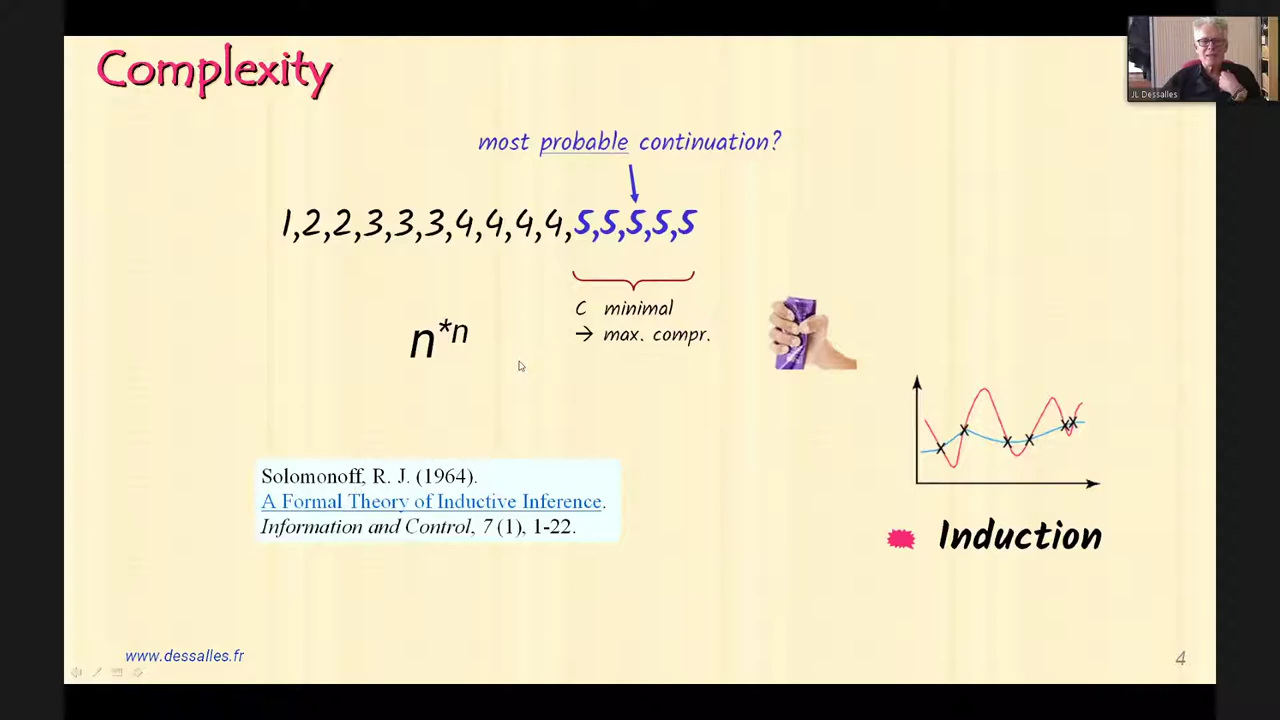 Complexity
JL Dessalles
most probable continuation?
1,2,2,3,3,3,4,4,4,4,5,5,5,5,5
C minimal
→ max. compr.
n*n
Solomonoff, R. J. (1964).
A Formal Theory of Inductive Inference.
Information and Control, 7 (1), 1-22.
Induction
www.dessalles.fr
4